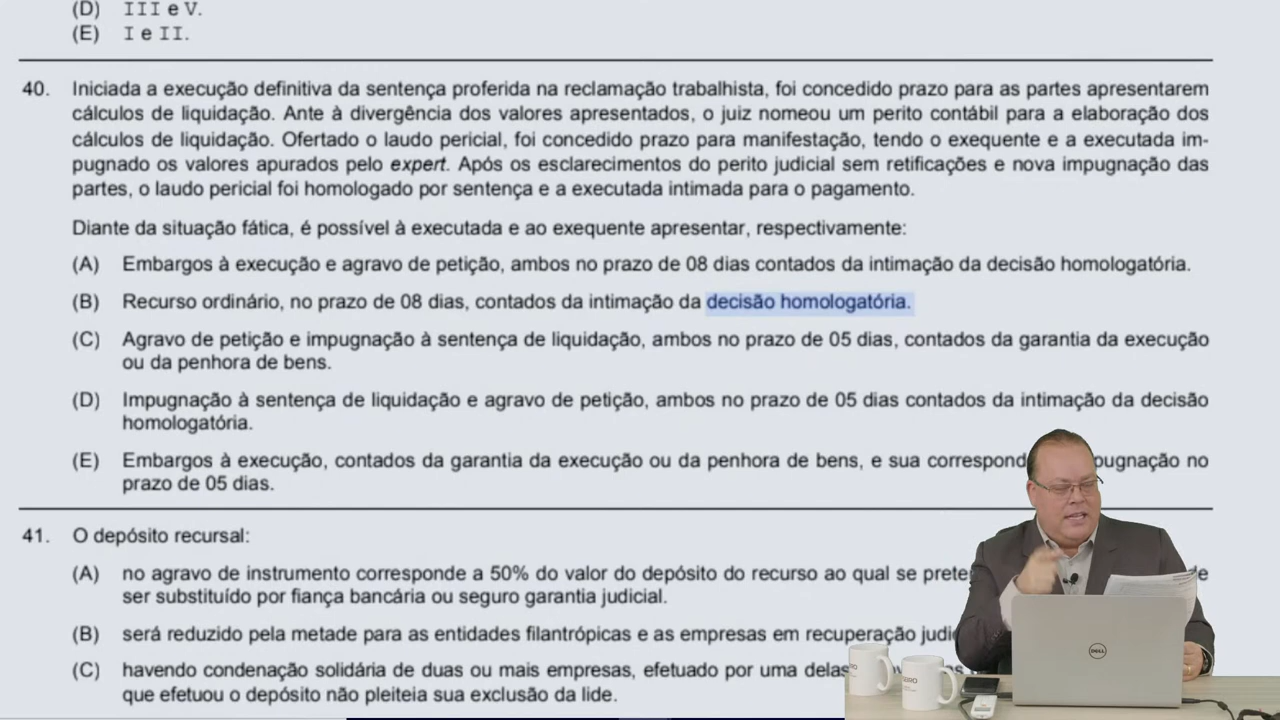 (D) III e V.
(E) I e II.
40. Iniciada a execução definitiva da sentença proferida na reclamação trabalhista, foi concedido prazo para as partes apresentarem
cálculos de liquidação. Ante à divergência dos valores apresentados, o juiz nomeou um perito contábil para a elaboração dos
cálculos de liquidação. Ofertado o laudo pericial, foi concedido prazo para manifestação, tendo o exequente e a executada im-
pugnado os valores apurados pelo expert. Após os esclarecimentos do perito judicial sem retificações e nova impugnação das
partes, o laudo pericial foi homologado por sentença e a executada intimada para o pagamento.
Diante da situação fática, é possível à executada e ao exequente apresentar, respectivamente:
(A) Embargos à execução e agravo de petição, ambos no prazo de 08 dias contados da intimação da decisão homologatória.
(B) Recurso ordinário, no prazo de 08 dias, contados da intimação da decisão homologatória.
(C) Agravo de petição e impugnação à sentença de liquidação, ambos no prazo de 05 dias, contados da garantia da execução
ou da penhora de bens.
(D) Impugnação à sentença de liquidação e agravo de petição, ambos no prazo de 05 dias contados da intimação da decisão
homologatória.
(E) Embargos à execução, contados da garantia da execução ou da penhora de bens, e sua correspond pugnação no
prazo de 05 dias.
41. O depósito recursal:
(A) no agravo de instrumento corresponde a 50% do valor do depósito do recurso ao qual se prete
ser substituído por fiança bancária ou seguro garantia judicial.
(B) será reduzido pela metade para as entidades filantrópicas e as empresas em recuperação judi
(C) havendo condenação solidária de duas ou mais empresas, efetuado por uma delas
que efetuou o depósito não pleiteia sua exclusão da lide.
DELL